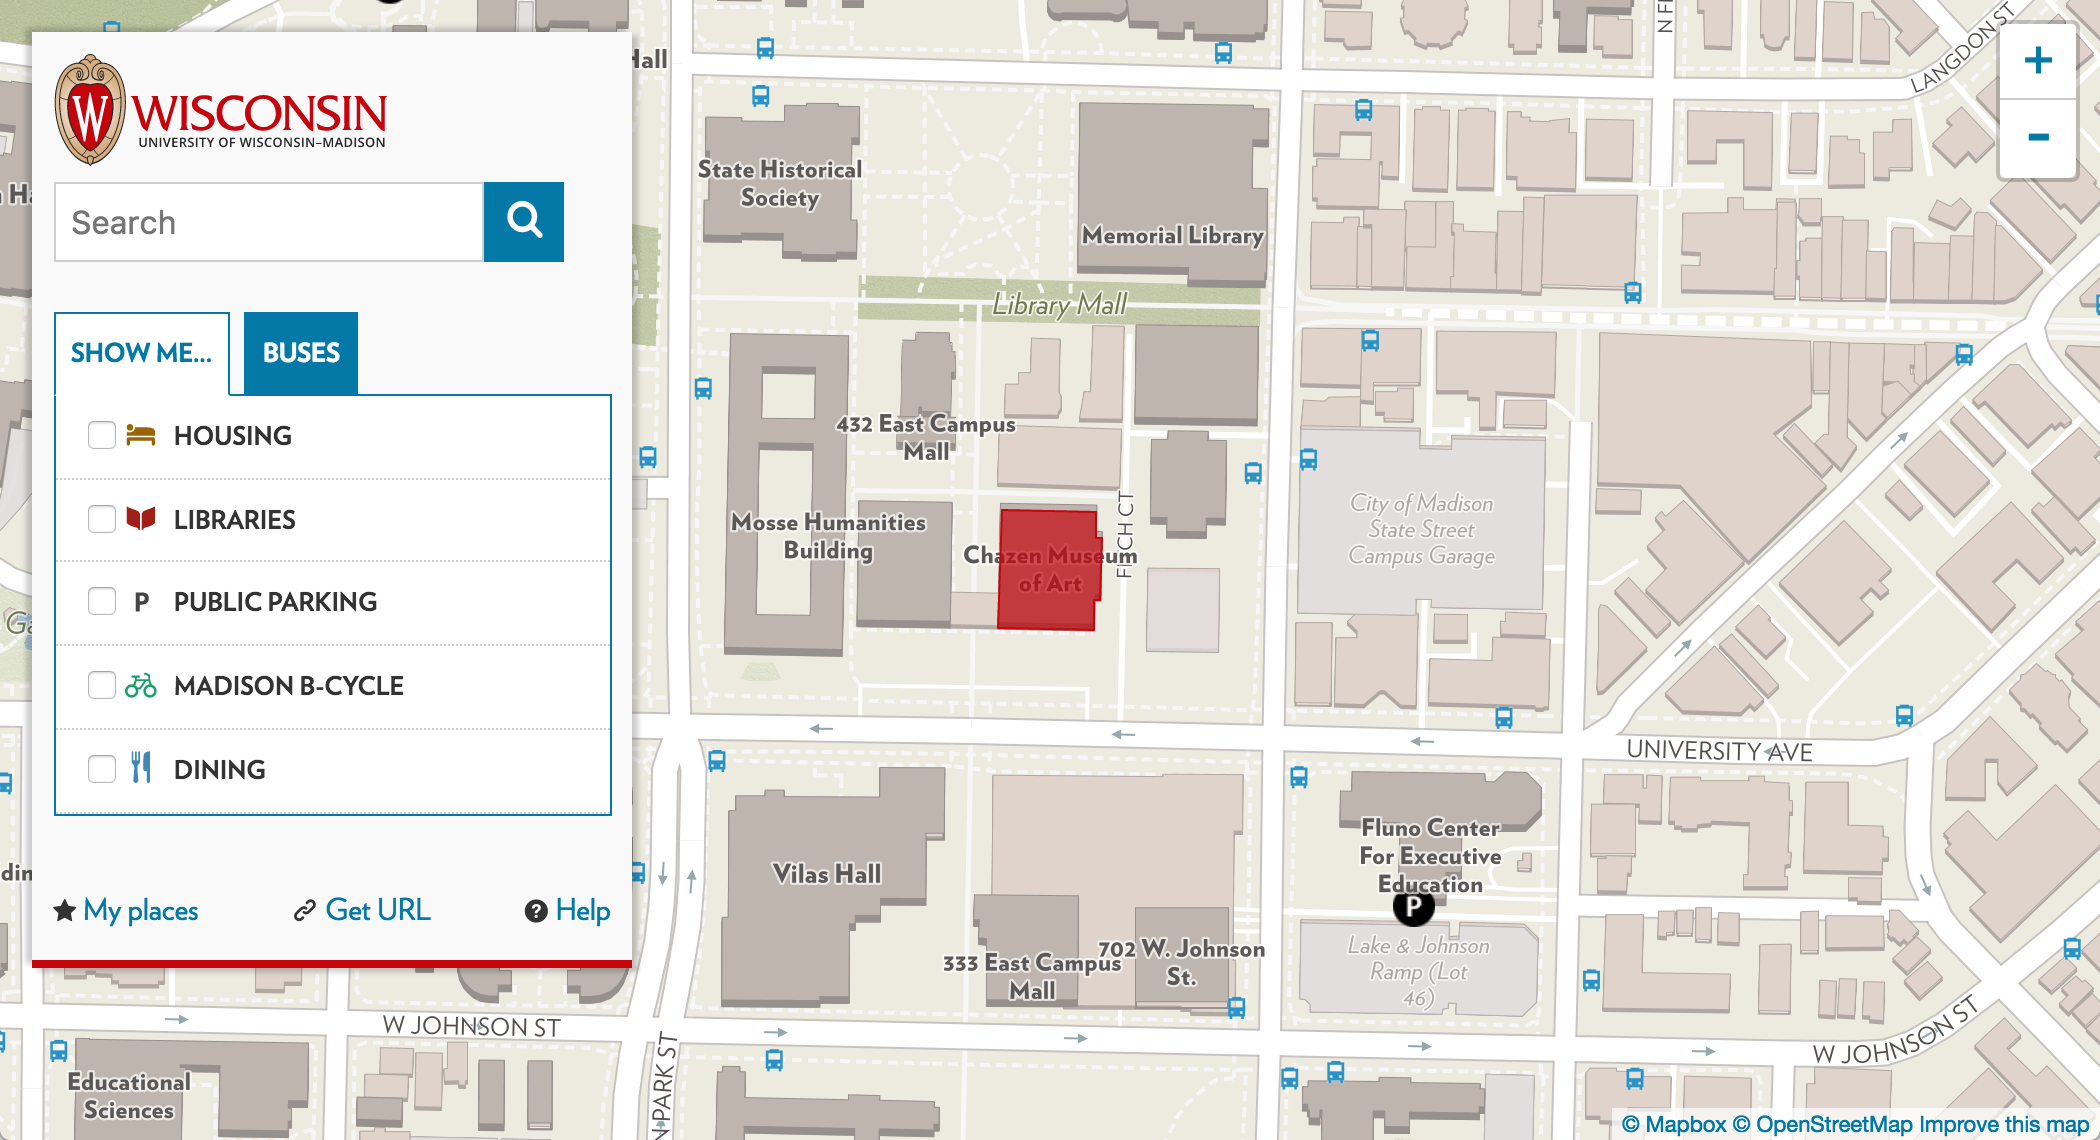 W
WISCONSIN
UNIVERSITY OF WISCONSIN–MADISON
Search
SHOW ME...
BUSES
HOUSING
LIBRARIES
P PUBLIC PARKING
MADISON B-CYCLE
DINING
My places
Get URL
? Help
Hall
State Historical
Society
Memorial Library
Library Mall
432 East Campus
Mall
Mosse Humanities
Building
Chazen Museum
of Art
FITCH CT
City of Madison
State Street
Campus Garage
LANGDON ST
+
-
UNIVERSITY AVE
Vilas Hall
Fluno Center
For Executive
Education
P
Lake & Johnson
Ramp (Lot
46)
333 East Campus
Mall
702 W. Johnson
St.
W JOHNSON ST
N PARK ST
W JOHNSON ST
Educational
Sciences
© Mapbox © OpenStreetMap Improve this map